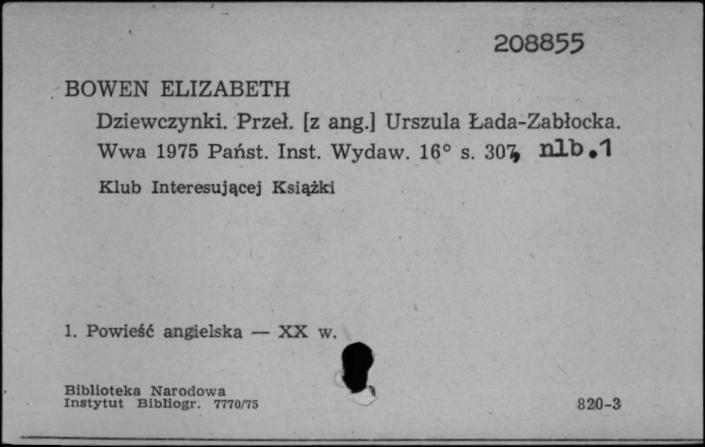 208855
BOWEN ELIZABETH
Dziewczynki. Przeł. [z ang.] Urszula Łada-Zabłocka.
Wwa 1975 Państ. Inst. Wydaw. 16° s. 307, nlb.1
Klub Interesującej Książki
1. Powieść angielska — XX w.
Biblioteka Narodowa
Instytut Bibliogr. 7770/75
820-3